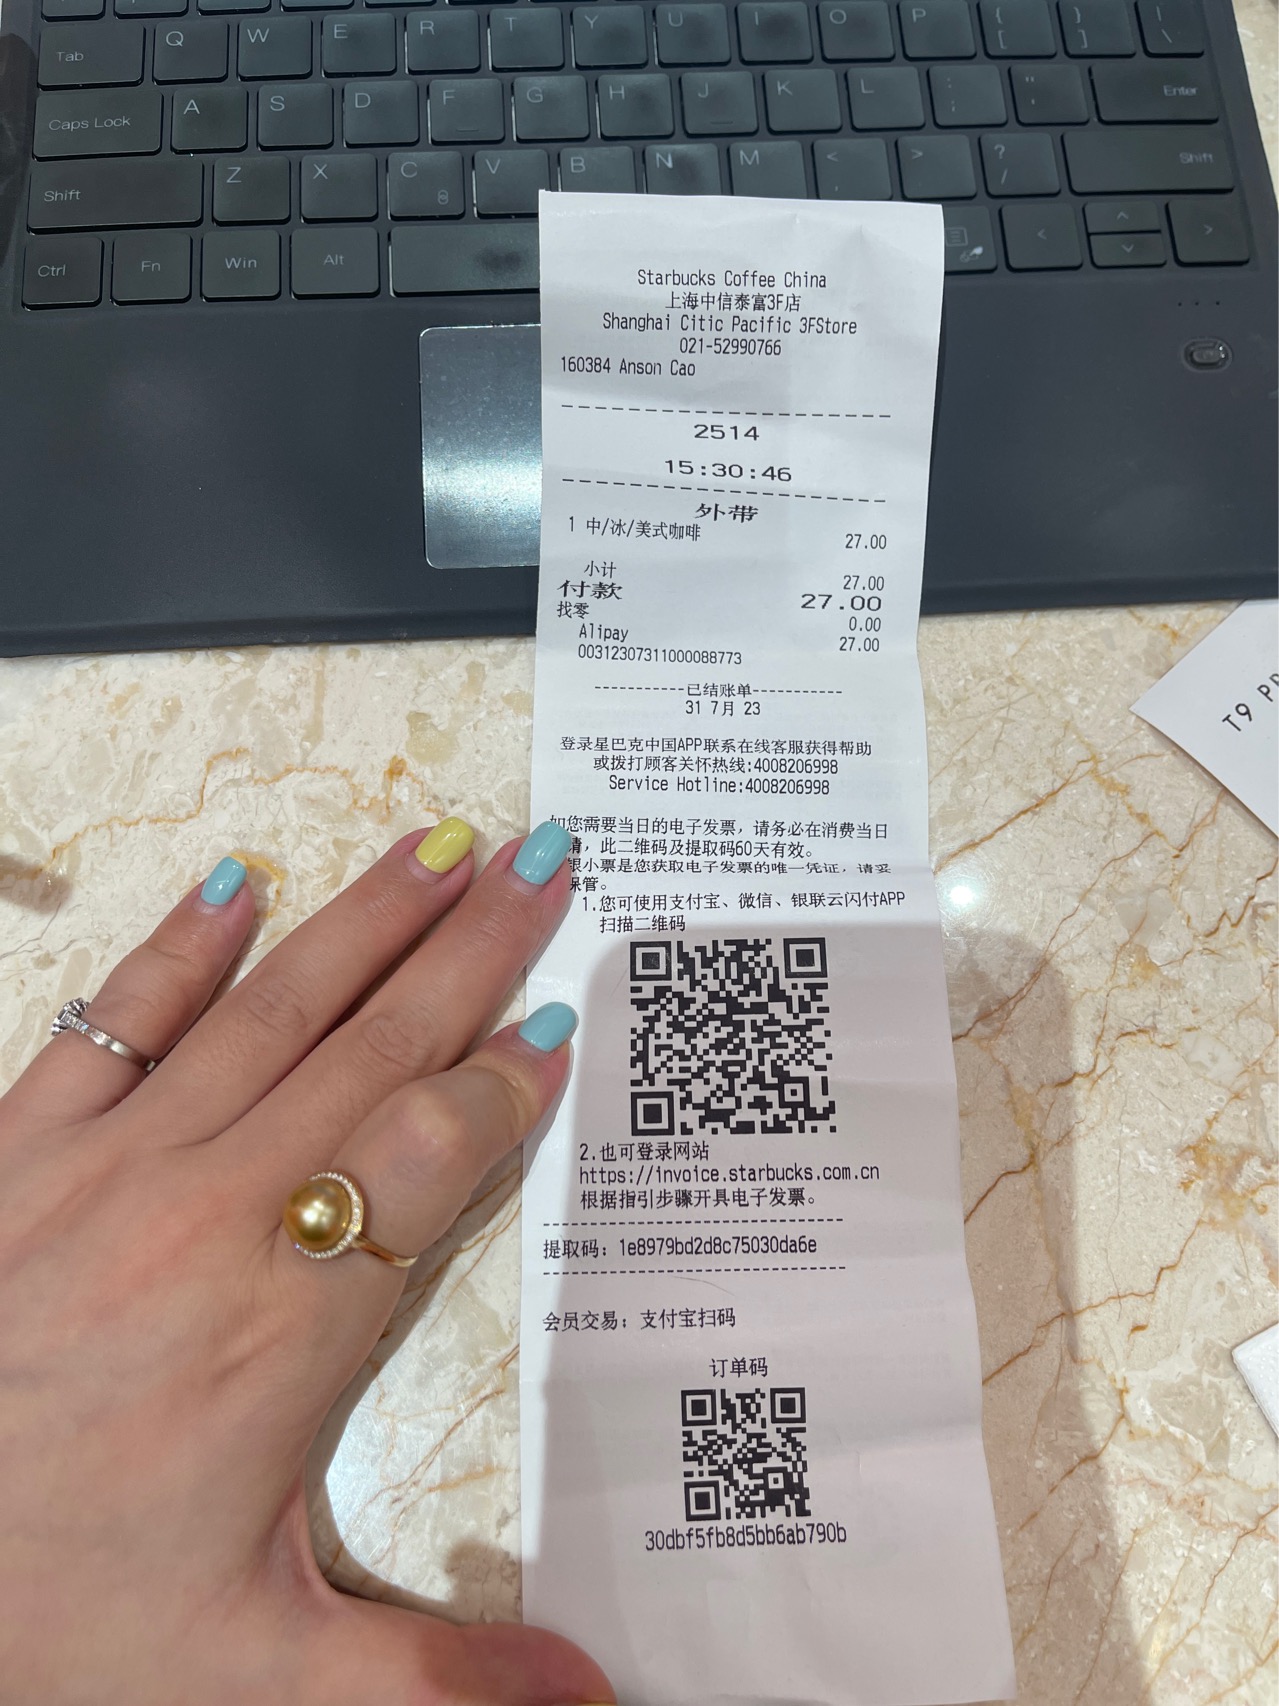 Tab Q W E R T Y U I O P { [ } ] | \
Caps Lock A S D F G H J K L : ; " ' Enter
Shift Z X C V B N M < , > . ? / Shift
Ctrl Fn Win Alt
Starbucks Coffee China
上海中信泰富3F店
Shanghai Citic Pacific 3FStore
021-52990766
160384 Anson Cao
2514
15:30:46
外带
1 中/冰/美式咖啡 27.00
小计 27.00
付款 27.00
找零 0.00
Alipay 27.00
00312307311000088773
-----------已结账单-----------
31 7月 23
登录星巴克中国APP联系在线客服获得帮助
或拨打顾客关怀热线:4008206998
Service Hotline:4008206998
如您需要当日的电子发票，请务必在消费当日
请，此二维码及提取码60天有效。
银小票是您获取电子发票的唯一凭证，请妥
保管。
1.您可使用支付宝、微信、银联云闪付APP
扫描二维码
2.也可登录网站
https://invoice.starbucks.com.cn
根据指引步骤开具电子发票。
提取码：1e8979bd2d8c75030da6e
会员交易：支付宝扫码
订单码
30dbf5fb8d5bb6ab790b
T9 PR